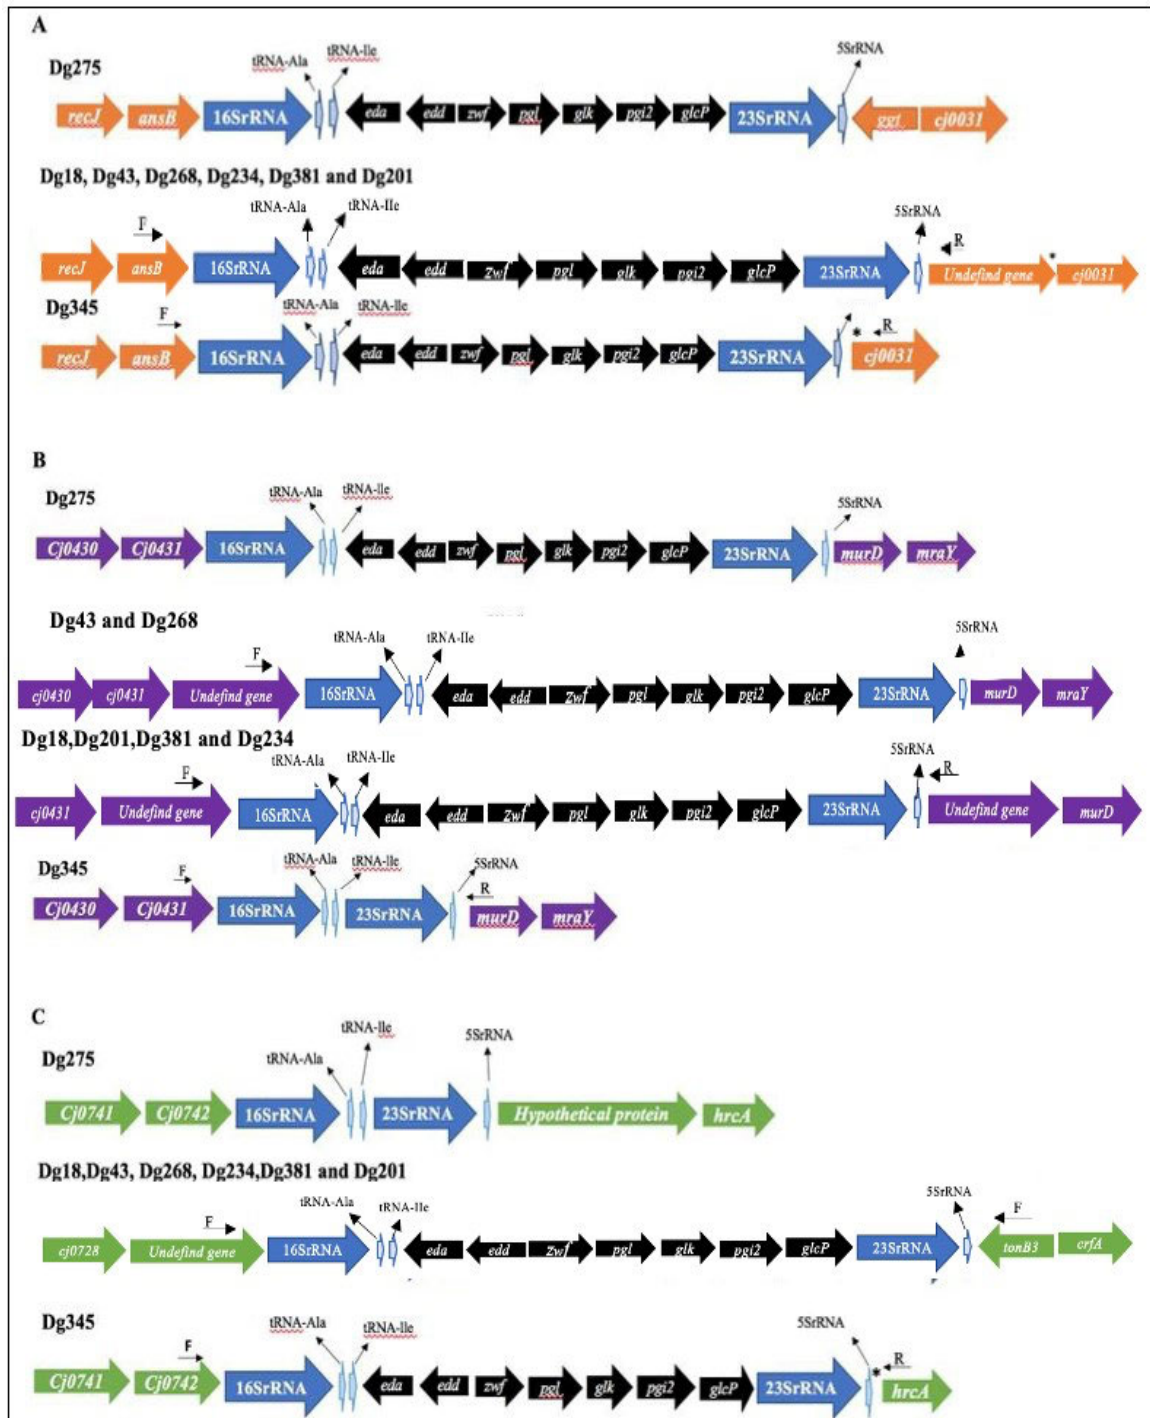 A
Dg275
tRNA-Ala
tRNA-Ile
5SrRNA
recJ ansB 16SrRNA eda edd zwf pgl glk pgi2 glcP 23SrRNA ggt cj0031
Dg18, Dg43, Dg268, Dg234, Dg381 and Dg201
tRNA-Ala
tRNA-IIe
5SrRNA
F
R
recJ ansB 16SrRNA eda edd Zwf pgl glk pgi2 glcP 23SrRNA Undefind gene * cj0031
Dg345
tRNA-Ala
tRNA-Ile
F
* R
recJ ansB 16SrRNA eda edd zwf pgl glk pgi2 glcP 23SrRNA cj0031
B
Dg275
tRNA-Ala
tRNA-Ile
5SrRNA
Cj0430 Cj0431 16SrRNA eda edd zwf pgl glk pgi2 glcP 23SrRNA murD mraY
Dg43 and Dg268
tRNA-Ala
tRNA-IIe
5SrRNA
F
cj0430 cj0431 Undefind gene 16SrRNA eda edd Zwf pgl glk pgi2 glcP 23SrRNA murD mraY
Dg18,Dg201,Dg381 and Dg234
tRNA-Ala
tRNA-IIe
5SrRNA
F
R
cj0431 Undefind gene 16SrRNA eda edd Zwf pgl glk pgi2 glcP 23SrRNA Undefind gene murD
Dg345
tRNA-Ala
tRNA-Ile
5SrRNA
F
R
Cj0430 Cj0431 16SrRNA 23SrRNA murD mraY
C
Dg275
tRNA-Ala
tRNA-Ile
5SrRNA
Cj0741 Cj0742 16SrRNA 23SrRNA Hypothetical protein hrcA
Dg18,Dg43, Dg268, Dg234,Dg381 and Dg201
tRNA-Ala
tRNA-IIe
5SrRNA
F
F
cj0728 Undefind gene 16SrRNA eda edd Zwf pgl glk pgi2 glcP 23SrRNA tonB3 crfA
Dg345
tRNA-Ala
tRNA-Ile
5SrRNA
F
* R
Cj0741 Cj0742 16SrRNA eda edd zwf pgl glk pgi2 glcP 23SrRNA hrcA